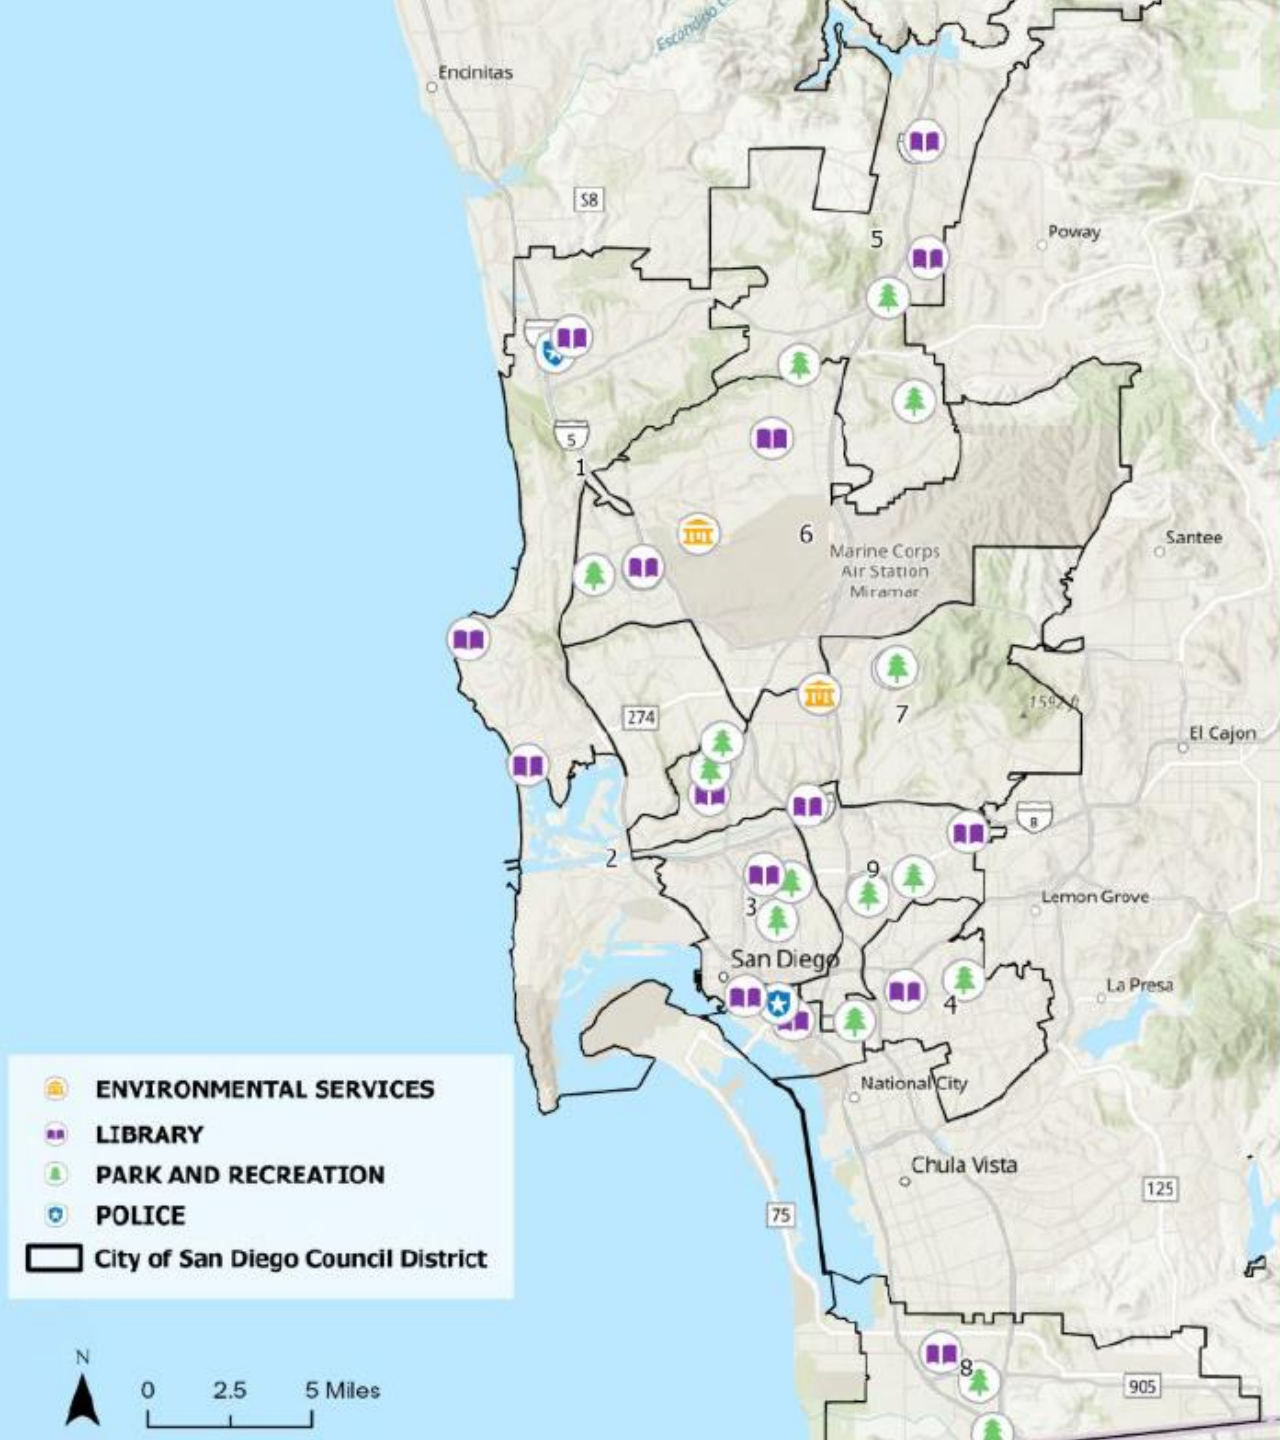 Escondido C
Encinitas
S8
Poway
5
5
1
6
Marine Corps
Air Station
Miramar
Santee
274
7
1592 ft
El Cajon
8
2
9
3
Lemon Grove
San Diego
La Presa
4
National City
Chula Vista
125
75
8
905
ENVIRONMENTAL SERVICES
LIBRARY
PARK AND RECREATION
POLICE
City of San Diego Council District
N
0 2.5 5 Miles